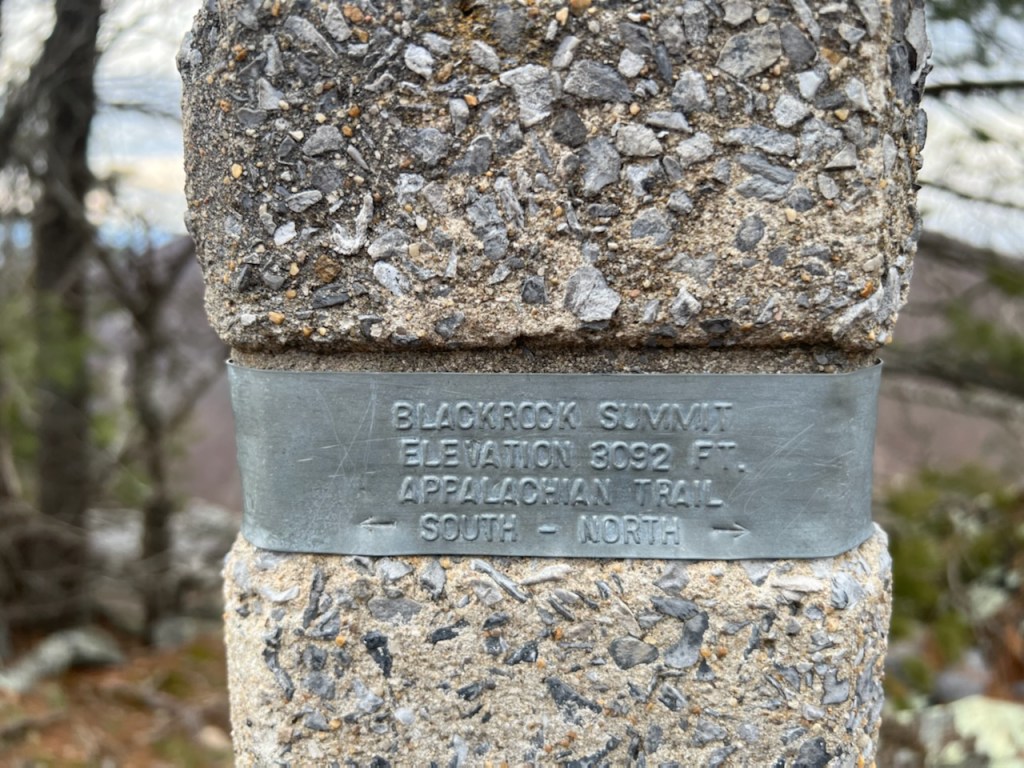 BLACKROCK SUMMIT
ELEVATION 3092 FT.
APPALACHIAN TRAIL
← SOUTH - NORTH →